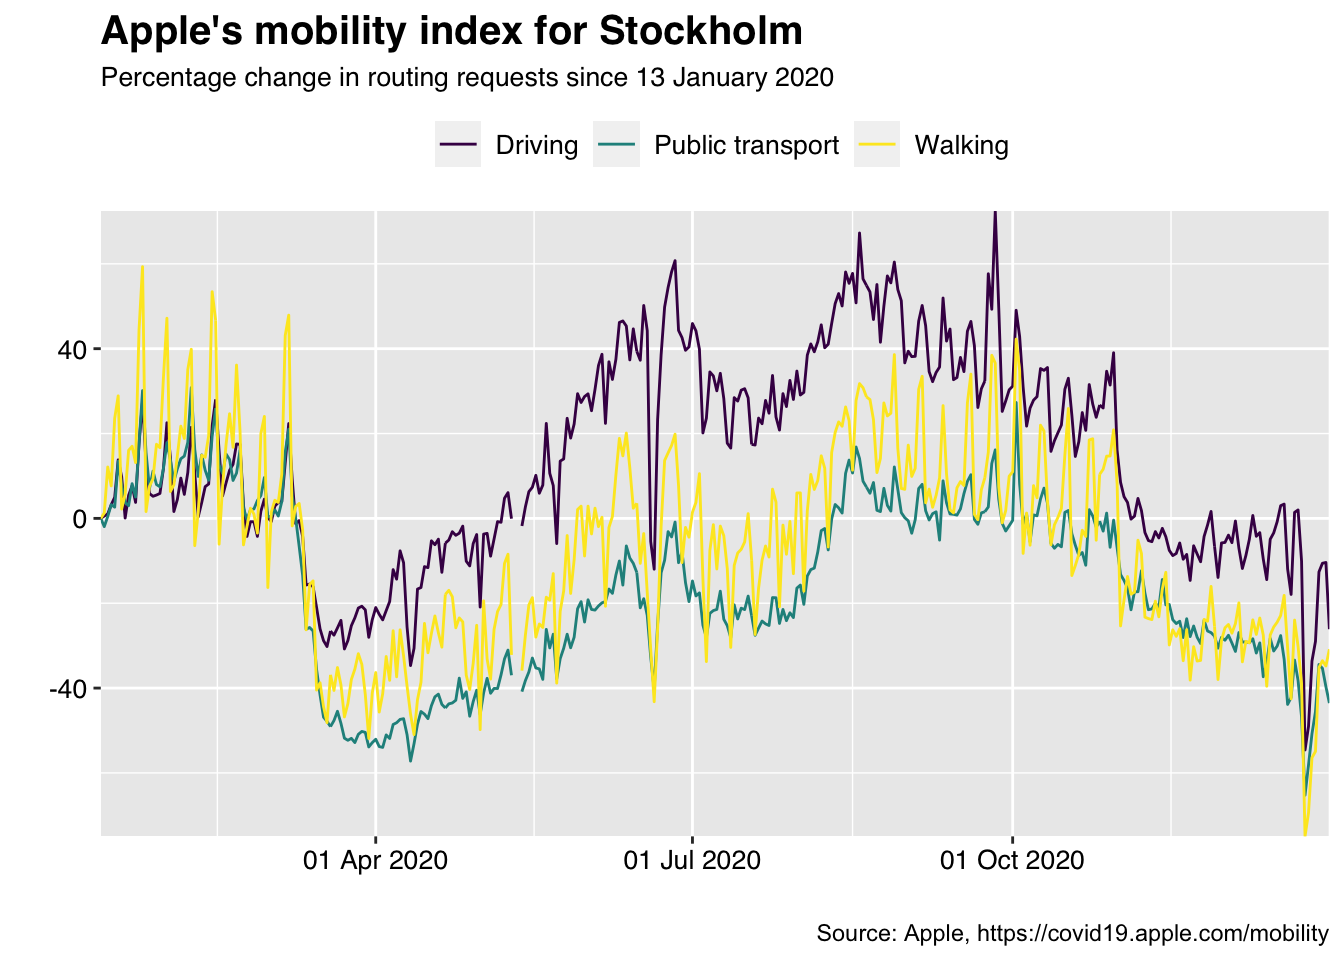 Apple's mobility index for Stockholm
Percentage change in routing requests since 13 January 2020
Driving Public transport Walking
40
0
-40
01 Apr 2020 01 Jul 2020 01 Oct 2020
Source: Apple, https://covid19.apple.com/mobility